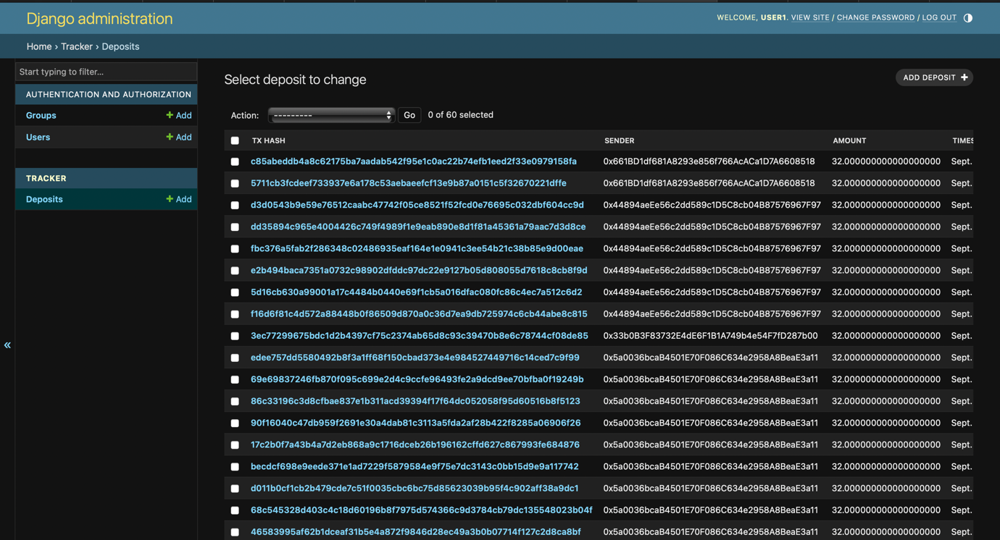 Django administration
WELCOME, USER1. VIEW SITE / CHANGE PASSWORD / LOG OUT
Home › Tracker › Deposits
Start typing to filter...
AUTHENTICATION AND AUTHORIZATION
Groups + Add
Users + Add
TRACKER
Deposits + Add
«
Select deposit to change
ADD DEPOSIT +
Action: --------- Go 0 of 60 selected
TX HASH SENDER AMOUNT TIMES
c85abeddb4a8c62175ba7aadab542f95e1c0ac22b74efb1eed2f33e0979158fa 0x661BD1df681A8293e856f766AcACa1D7A6608518 32.000000000000000000 Sept.
5711cb3fcdeef733937e6a178c53aebaeefcf13e9b87a0151c5f32670221dffe 0x661BD1df681A8293e856f766AcACa1D7A6608518 32.000000000000000000 Sept.
d3d0543b9e59e76512caabc47742f05ce8521f52fcd0e76695c032dbf604cc9d 0x44894aeEe56c2dd589c1D5C8cb04B87576967F97 32.000000000000000000 Sept.
dd35894c965e4004426c749f4989f1e9eab890e8d1f81a45361a79aac7d3d8ce 0x44894aeEe56c2dd589c1D5C8cb04B87576967F97 32.000000000000000000 Sept.
fbc376a5fab2f286348c02486935eaf164e1e0941c3ee54b21c38b85e9d00eae 0x44894aeEe56c2dd589c1D5C8cb04B87576967F97 32.000000000000000000 Sept.
e2b494baca7351a0732c98902dfddc97dc22e9127b05d808055d7618c8cb8f9d 0x44894aeEe56c2dd589c1D5C8cb04B87576967F97 32.000000000000000000 Sept.
5d16cb630a99001a17c4484b0440e69f1cb5a016dfac080fc86c4ec7a512c6d2 0x44894aeEe56c2dd589c1D5C8cb04B87576967F97 32.000000000000000000 Sept.
f16d6f81c4d572a88448b0f86509d870a0c36d7ea9db725974c6cb44abe8c815 0x44894aeEe56c2dd589c1D5C8cb04B87576967F97 32.000000000000000000 Sept.
3ec77299675bdc1d2b4397cf75c2374ab65d8c93c39470b8e6c78744cf08de85 0x33b0B3F83732E4dE6F1B1A749b4e54F7fD287b00 32.000000000000000000 Sept.
edee757dd5580492b8f3a1ff68f150cbad373e4e984527449716c14ced7c9f99 0x5a0036bcaB4501E70F086C634e2958A8BeaE3a11 32.000000000000000000 Sept.
69e69837246fb870f095c699e2d4c9ccfe96493fe2a9dcd9ee70bfba0f19249b 0x5a0036bcaB4501E70F086C634e2958A8BeaE3a11 32.000000000000000000 Sept.
86c33196c3d8cfbae837e1b311acd39394f17f64dc052058f95d60516b8f5123 0x5a0036bcaB4501E70F086C634e2958A8BeaE3a11 32.000000000000000000 Sept.
90f16040c47db959f2691e30a4dab81c3113a5fda2af28b422f8285a06906f26 0x5a0036bcaB4501E70F086C634e2958A8BeaE3a11 32.000000000000000000 Sept.
17c2b0f7a43b4a7d2eb868a9c1716dceb26b196162cffd627c867993fe684876 0x5a0036bcaB4501E70F086C634e2958A8BeaE3a11 32.000000000000000000 Sept.
becdcf698e9eede371e1ad7229f5879584e9f75e7dc3143c0bb15d9e9a117742 0x5a0036bcaB4501E70F086C634e2958A8BeaE3a11 32.000000000000000000 Sept.
d011b0cf1cb2b479cde7c51f0035cbc6bc75d85623039b95f4c902aff38a9dc1 0x5a0036bcaB4501E70F086C634e2958A8BeaE3a11 32.000000000000000000 Sept.
68c545328d403c4c18d60196b8f7975d574366c9d3784cb79dc135548023b04f 0x5a0036bcaB4501E70F086C634e2958A8BeaE3a11 32.000000000000000000 Sept.
46583995af62b1dceaf31b5e4a872f9846d28ec49a3b0b07714f127c2d8ca8bf 0x5a0036bcaB4501E70F086C634e2958A8BeaE3a11 32.000000000000000000 Sept.